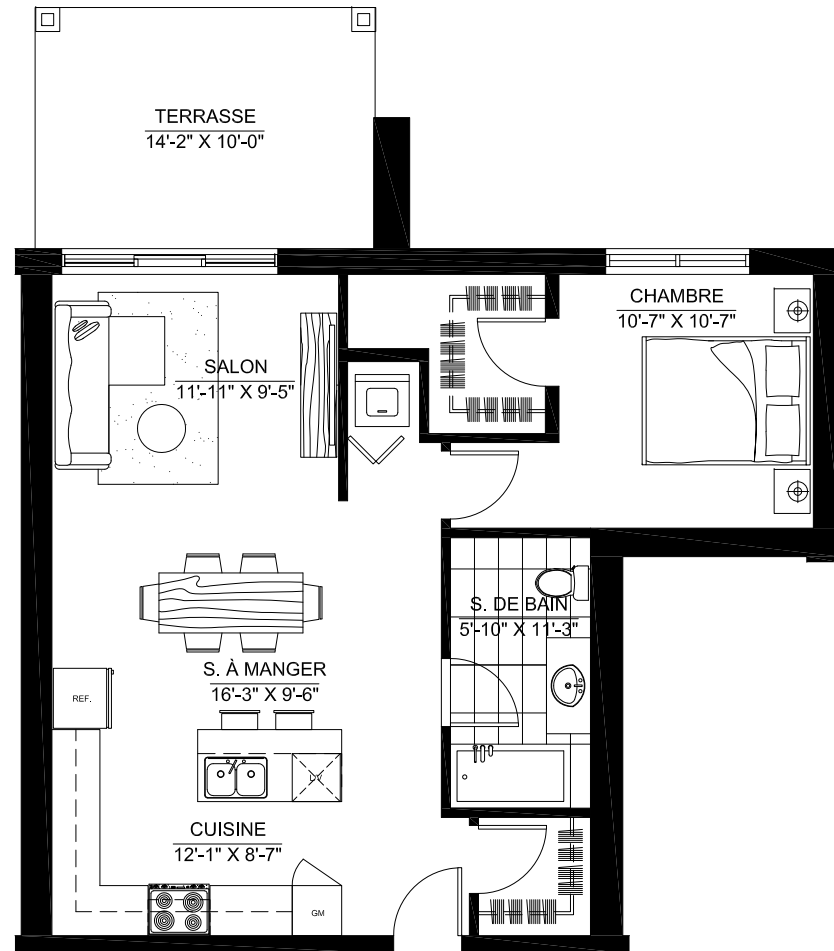 TERRASSE
14'-2" X 10'-0"
CHAMBRE
10'-7" X 10'-7"
SALON
11'-11" X 9'-5"
S. DE BAIN
5'-10" X 11'-3"
S. À MANGER
16'-3" X 9'-6"
REF.
LV
CUISINE
12'-1" X 8'-7"
GM